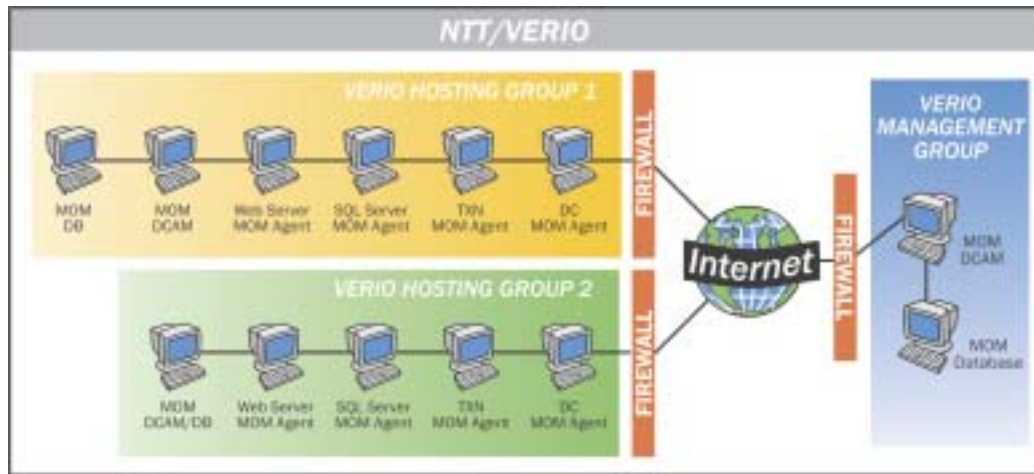 NTT/VERIO
VERIO HOSTING GROUP 1
MOM
DB
MOM
DCAM
Web Server
MOM Agent
SQL Server
MOM Agent
TXN
MOM Agent
DC
MOM Agent
FIREWALL
VERIO HOSTING GROUP 2
MOM
DCAM/DB
Web Server
MOM Agent
SQL Server
MOM Agent
TXN
MOM Agent
DC
MOM Agent
FIREWALL
Internet
FIREWALL
VERIO
MANAGEMENT
GROUP
MOM
DCAM
MOM
Database